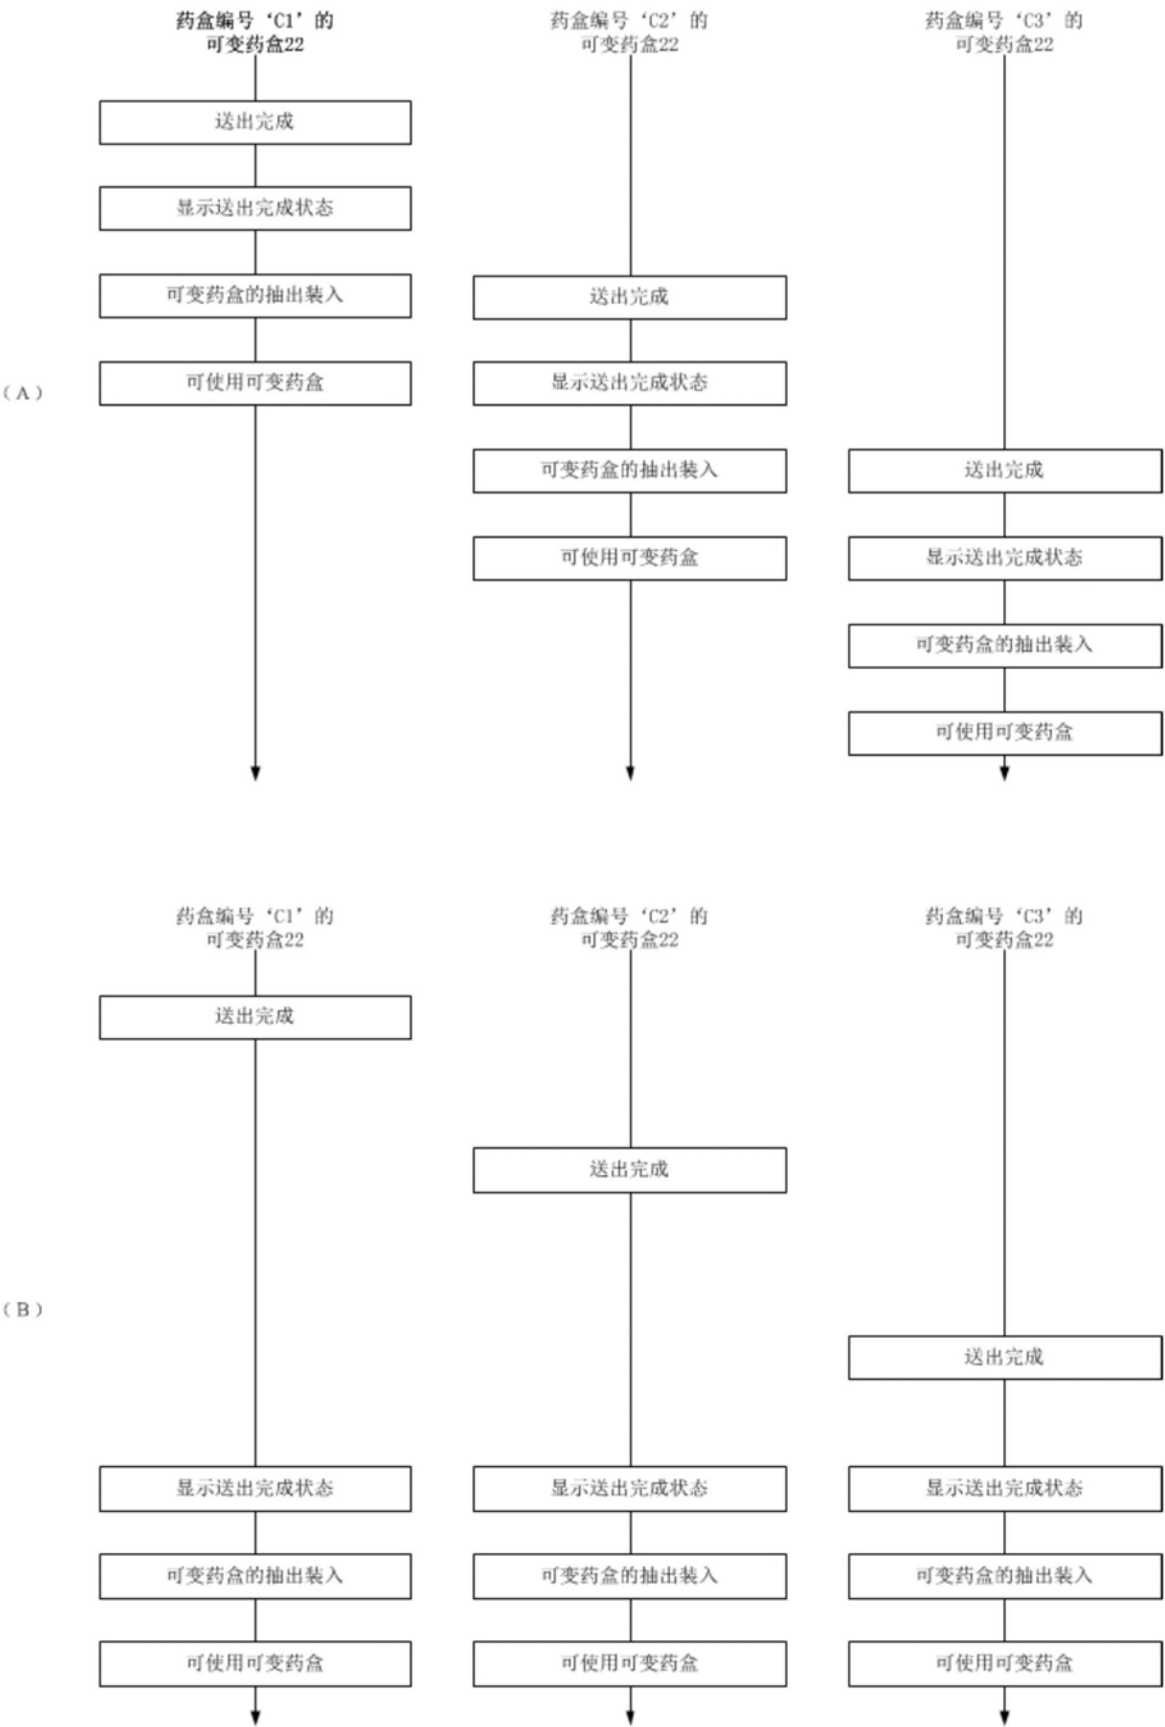 药盒编号‘C1’的
可变药盒22
药盒编号‘C2’的
可变药盒22
药盒编号‘C3’的
可变药盒22
送出完成
显示送出完成状态
可变药盒的抽出装入
可使用可变药盒
送出完成
显示送出完成状态
可变药盒的抽出装入
可使用可变药盒
送出完成
显示送出完成状态
可变药盒的抽出装入
可使用可变药盒
(A)
药盒编号‘C1’的
可变药盒22
药盒编号‘C2’的
可变药盒22
药盒编号‘C3’的
可变药盒22
送出完成
送出完成
(B)
送出完成
显示送出完成状态
显示送出完成状态
显示送出完成状态
可变药盒的抽出装入
可变药盒的抽出装入
可变药盒的抽出装入
可使用可变药盒
可使用可变药盒
可使用可变药盒